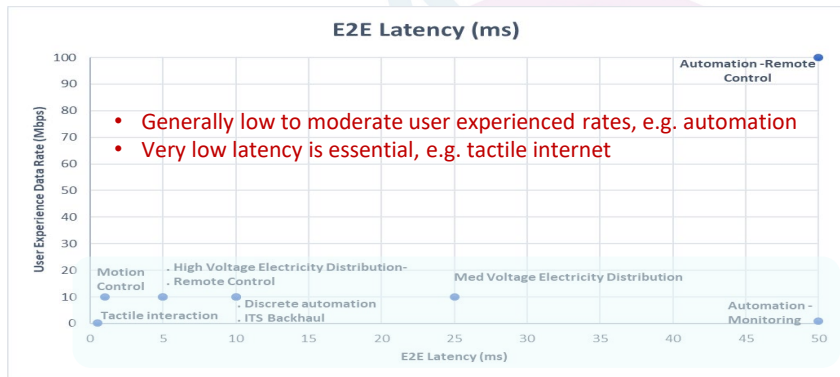 E2E Latency (ms)
User Experience Data Rate (Mbps)
100
90
80
70
60
50
40
30
20
10
0
Automation -Remote
Control
• Generally low to moderate user experienced rates, e.g. automation
• Very low latency is essential, e.g. tactile internet
Motion
Control
. High Voltage Electricity Distribution-
. Remote Control
Med Voltage Electricity Distribution
Tactile interaction
. Discrete automation
. ITS Backhaul
Automation -
Monitoring
0 5 10 15 20 25 30 35 40 45 50
E2E Latency (ms)